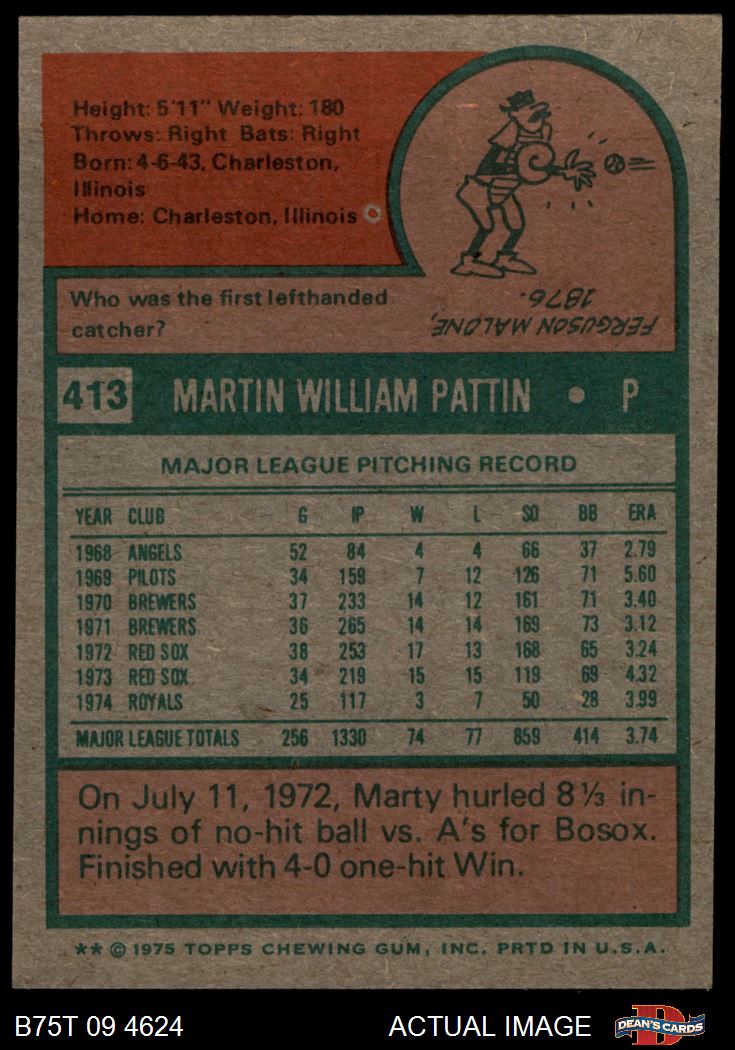 Height: 5'11" Weight: 180
Throws: Right Bats: Right
Born: 4-6-43, Charleston,
Illinois
Home: Charleston, Illinois
Who was the first lefthanded
catcher?
FERGUSON MALONE,
1876.
413 MARTIN WILLIAM PATTIN • P
MAJOR LEAGUE PITCHING RECORD
YEAR CLUB G IP W L SO BB ERA
1968 ANGELS 52 84 4 4 66 37 2.79
1969 PILOTS 34 159 7 12 126 71 5.60
1970 BREWERS 37 233 14 12 161 71 3.40
1971 BREWERS 36 265 14 14 169 73 3.12
1972 RED SOX 38 253 17 13 168 65 3.24
1973 RED SOX 34 219 15 15 119 69 4.32
1974 ROYALS 25 117 3 7 50 28 3.99
MAJOR LEAGUE TOTALS 256 1330 74 77 859 414 3.74
On July 11, 1972, Marty hurled 8⅓ in-
nings of no-hit ball vs. A's for Bosox.
Finished with 4-0 one-hit Win.
** © 1975 TOPPS CHEWING GUM, INC. PRTD IN U.S.A.
B75T 09 4624 ACTUAL IMAGE DEAN'S CARDS